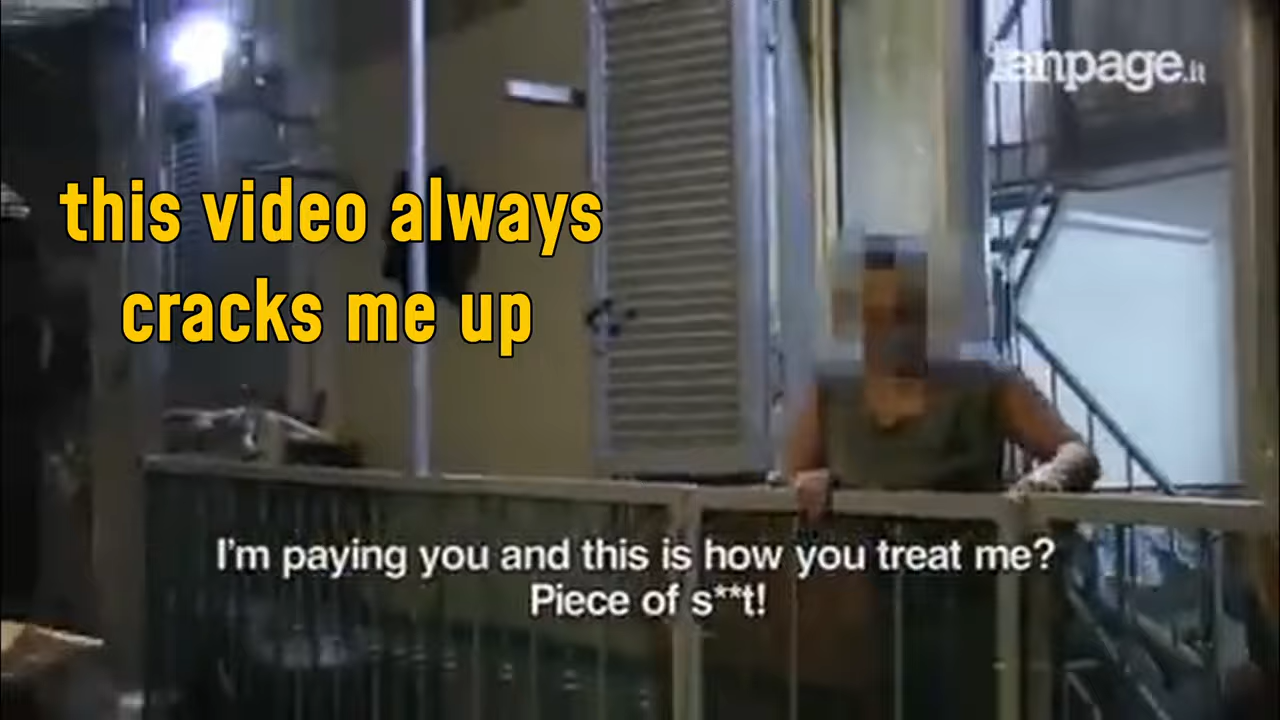 fanpage.it
this video always
cracks me up
I'm paying you and this is how you treat me?
Piece of s**t!